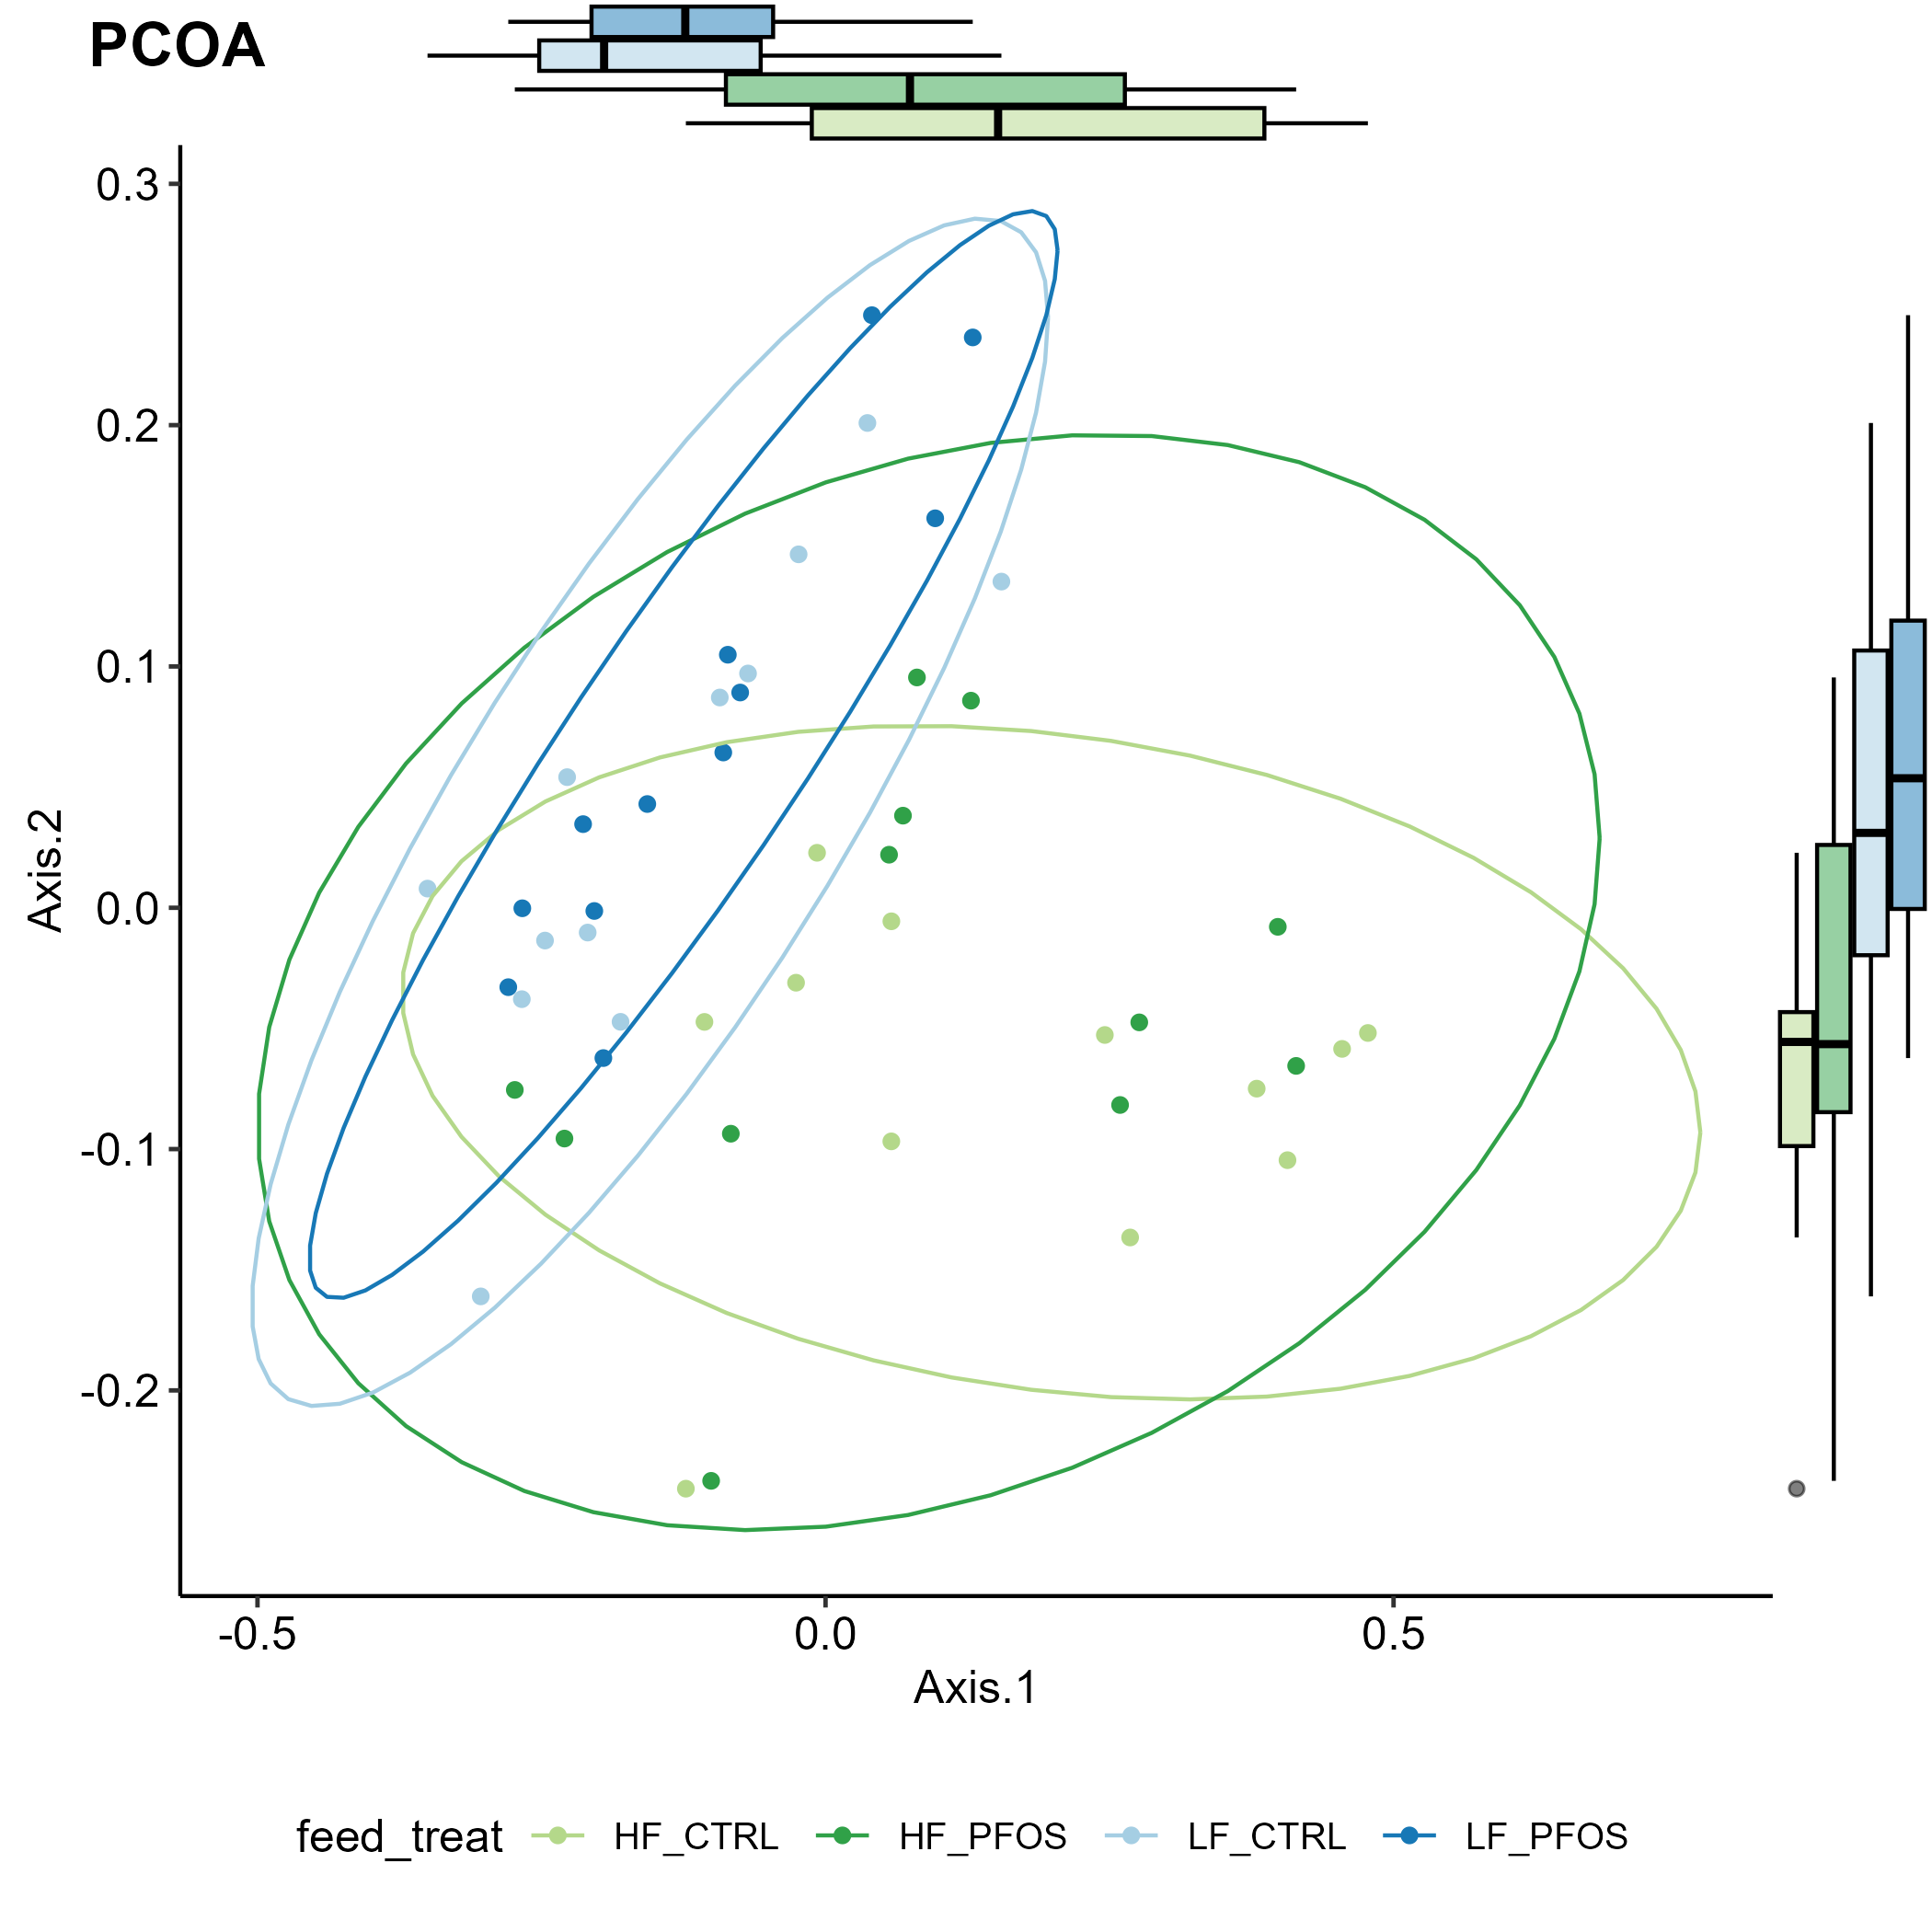 PCOA
0.3
0.2
0.1
0.0
-0.1
-0.2
Axis.2
-0.5 0.0 0.5
Axis.1
feed_treat HF_CTRL HF_PFOS LF_CTRL LF_PFOS